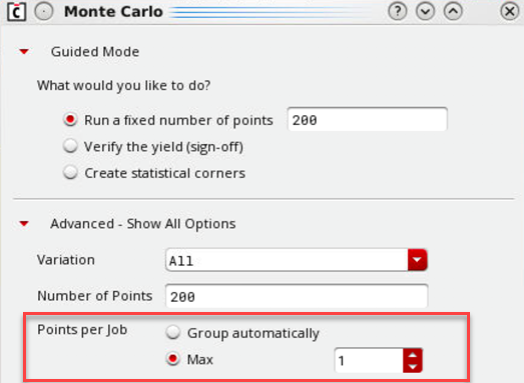 Monte Carlo
Guided Mode
What would you like to do?
Run a fixed number of points 200
Verify the yield (sign-off)
Create statistical corners
Advanced - Show All Options
Variation All
Number of Points 200
Points per Job Group automatically
Max 1